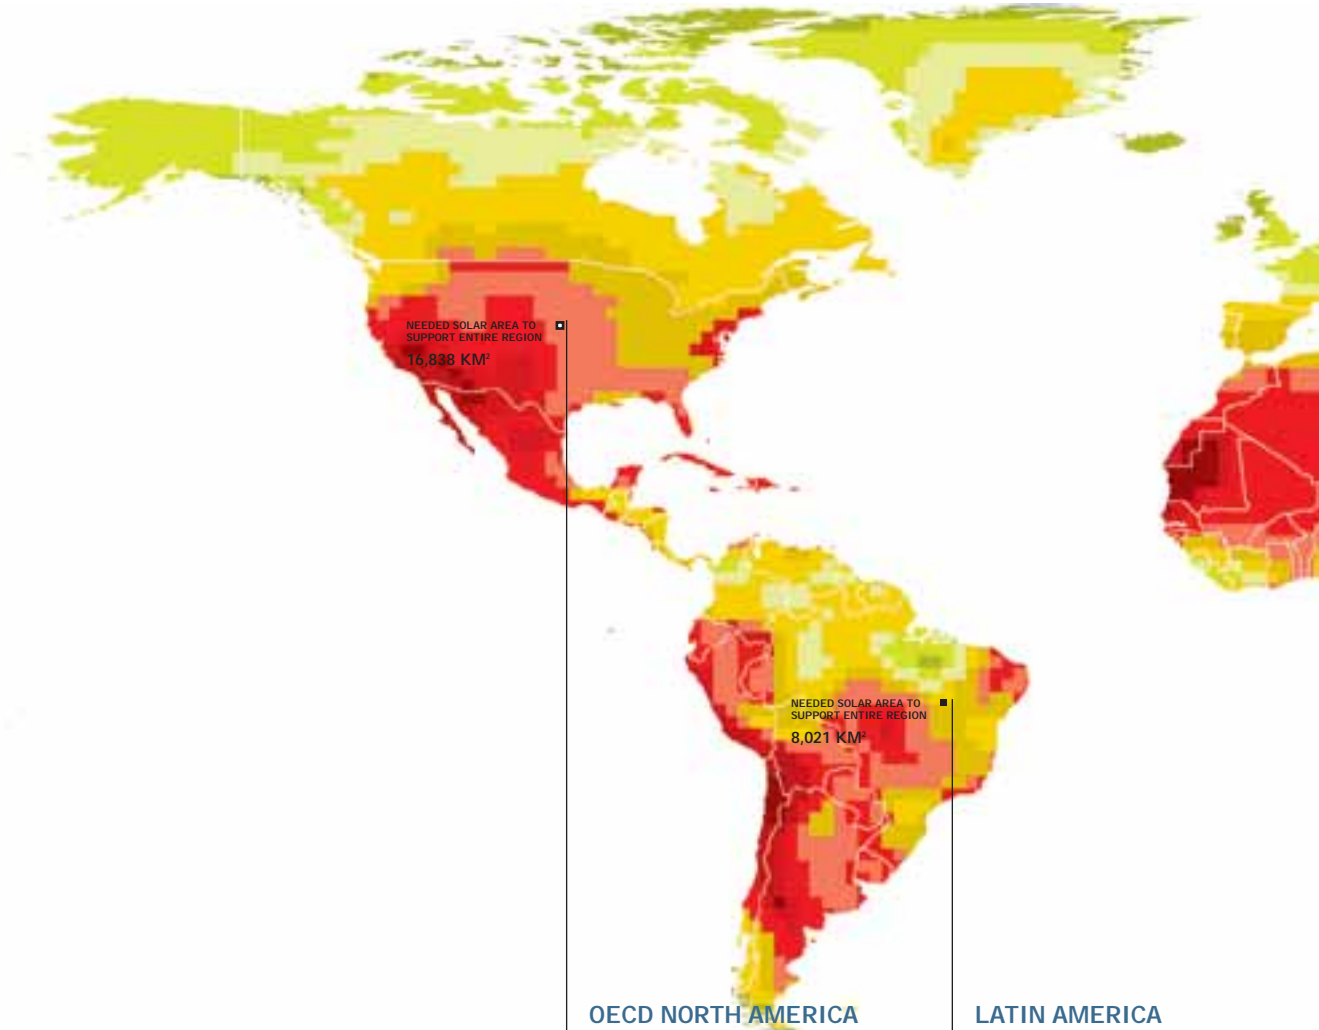 NEEDED SOLAR AREA TO
SUPPORT ENTIRE REGION
16,838 KM²
NEEDED SOLAR AREA TO
SUPPORT ENTIRE REGION
8,021 KM²
OECD NORTH AMERICA
LATIN AMERICA